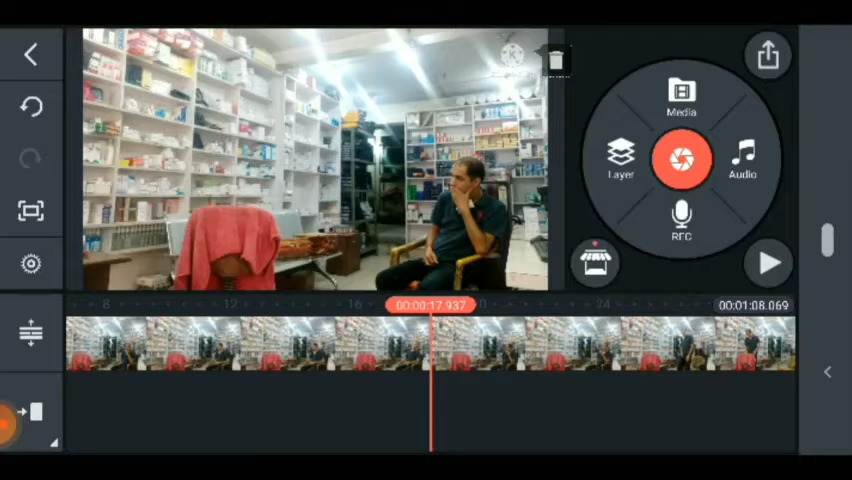 Media
Layer
Audio
REC
8
12
16
00:00:17.937
24
00:01:08.069